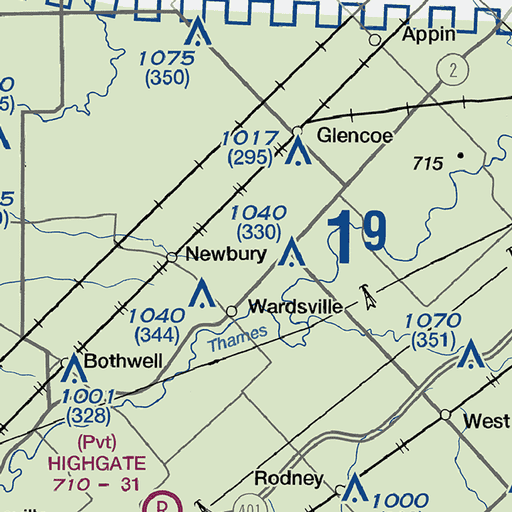 Appin
1075
(350)
2
1017
(295)
Glencoe
715
1040
(330)
19
Newbury
1040
(344)
Wardsville
Thames
1070
(351)
Bothwell
1001
(328)
West
(Pvt)
HIGHGATE
710 - 31
R
Rodney
401
1000